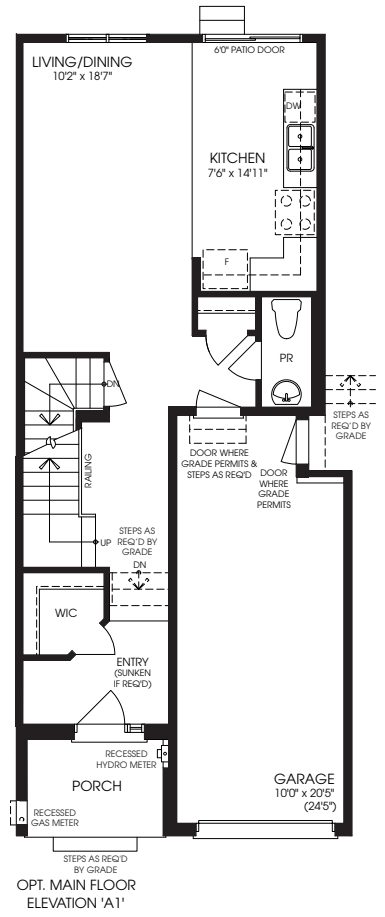 6'0" PATIO DOOR
LIVING/DINING
10'2" x 18'7"
DW
KITCHEN
7'6" x 14'11"
F
PR
DN
STEPS AS
REQ'D BY
GRADE
DOOR WHERE
GRADE PERMITS &
STEPS AS REQ'D
DOOR
WHERE
GRADE
PERMITS
RAILING
UP
STEPS AS
REQ'D BY
GRADE
DN
WIC
ENTRY
(SUNKEN
IF REQ'D)
RECESSED
HYDRO METER
PORCH
GARAGE
10'0" x 20'5"
(24'5")
RECESSED
GAS METER
STEPS AS REQ'D
BY GRADE
OPT. MAIN FLOOR
ELEVATION 'A1'